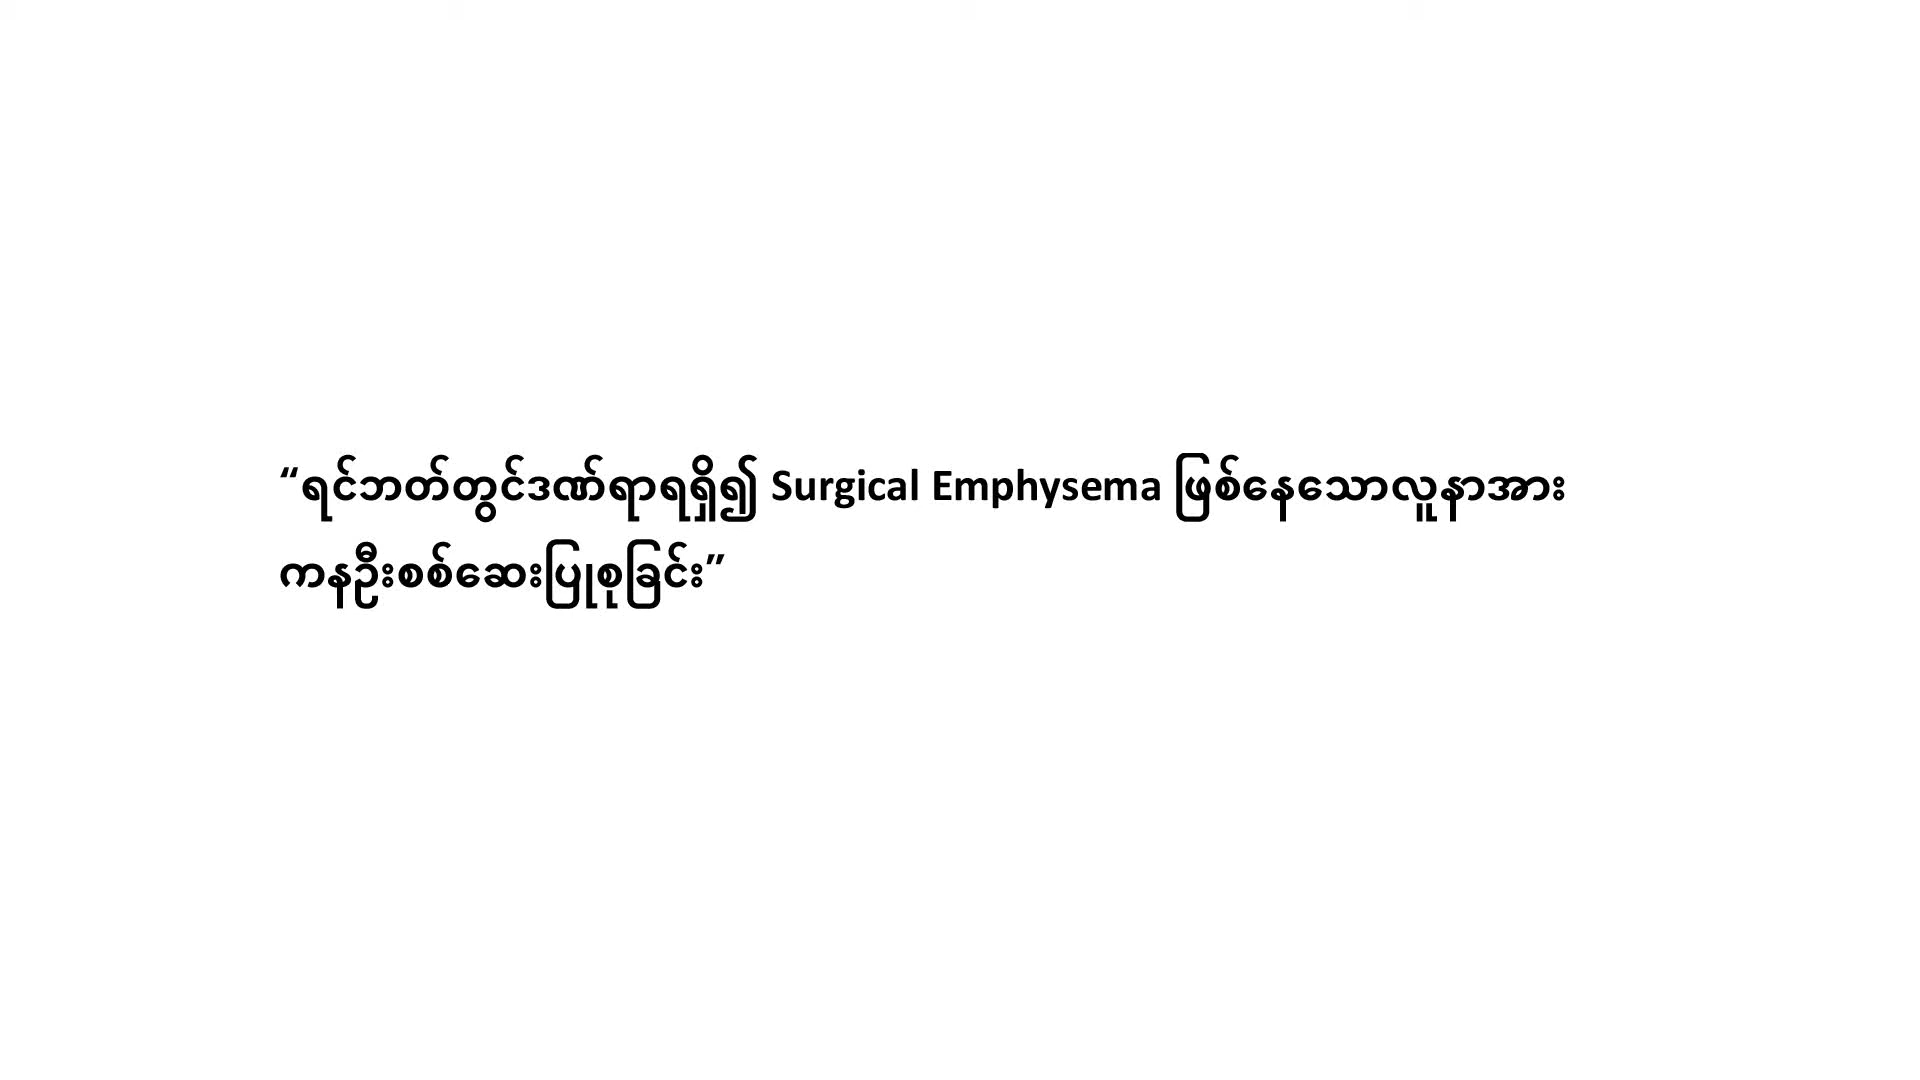 “ရင်ဘတ်တွင်ဒဏ်ရာရရှိ၍ Surgical Emphysema ဖြစ်နေသောလူနာအား
ကနဦးစစ်ဆေးပြုစုခြင်း”